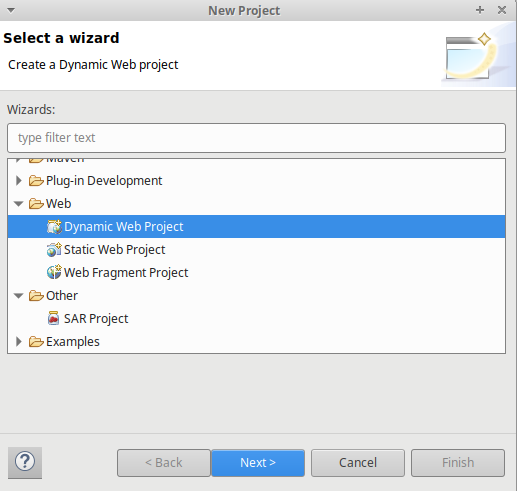 New Project
Select a wizard
Create a Dynamic Web project
Wizards:
type filter text
Maven
Plug-in Development
Web
Dynamic Web Project
Static Web Project
Web Fragment Project
Other
SAR Project
Examples
?
< Back
Next >
Cancel
Finish